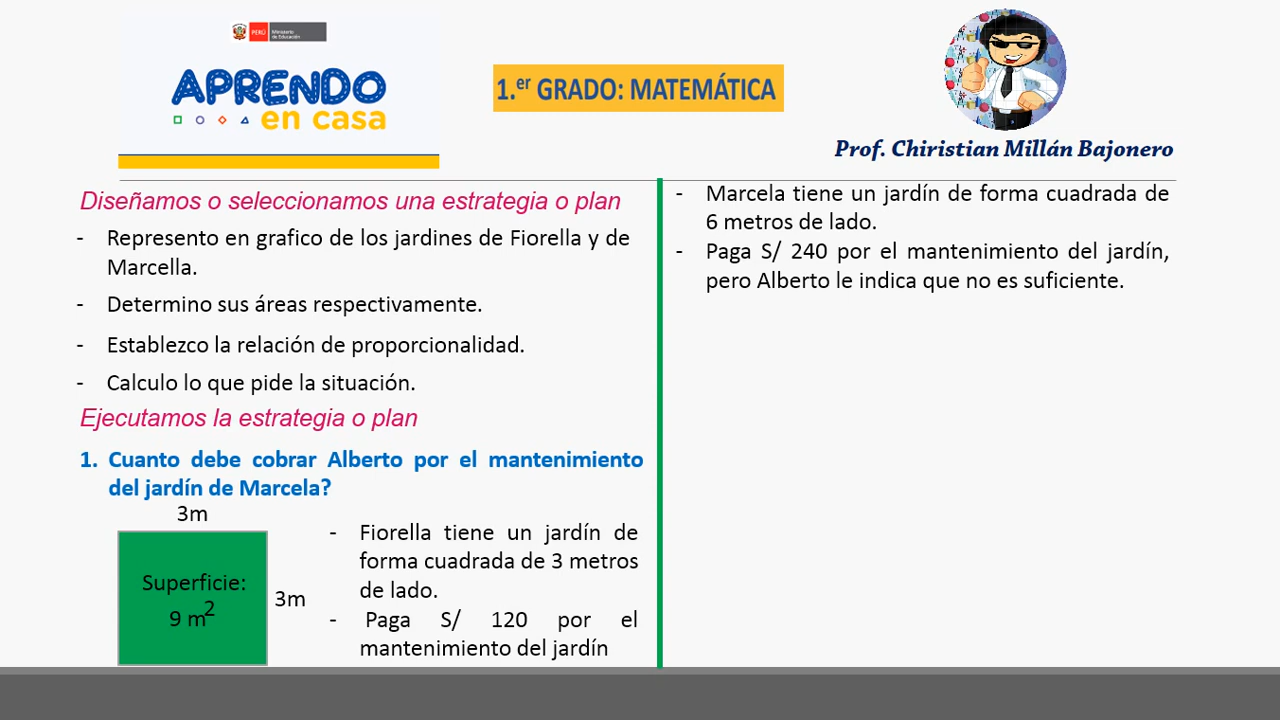 PERÚ Ministerio
de Educación
APRENDO
en casa
1.er GRADO: MATEMÁTICA
Prof. Chiristian Millán Bajonero
Diseñamos o seleccionamos una estrategia o plan
- Represento en grafico de los jardines de Fiorella y de
Marcella.
- Determino sus áreas respectivamente.
- Establezco la relación de proporcionalidad.
- Calculo lo que pide la situación.
Ejecutamos la estrategia o plan
1. Cuanto debe cobrar Alberto por el mantenimiento
del jardín de Marcela?
3m
Superficie:
9 m2
3m
- Fiorella tiene un jardín de
forma cuadrada de 3 metros
de lado.
- Paga S/ 120 por el
mantenimiento del jardín
- Marcela tiene un jardín de forma cuadrada de
6 metros de lado.
- Paga S/ 240 por el mantenimiento del jardín,
pero Alberto le indica que no es suficiente.